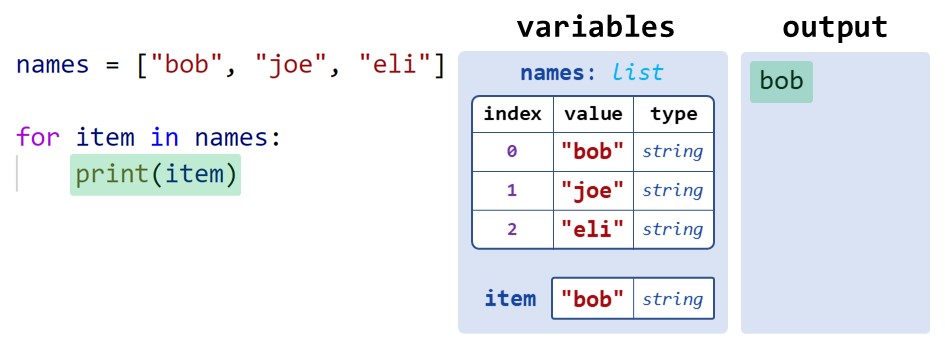 names = ["bob", "joe", "eli"]
for item in names:
    print(item)
variables
names: list
index value type
0 "bob" string
1 "joe" string
2 "eli" string
item "bob" string
output
bob